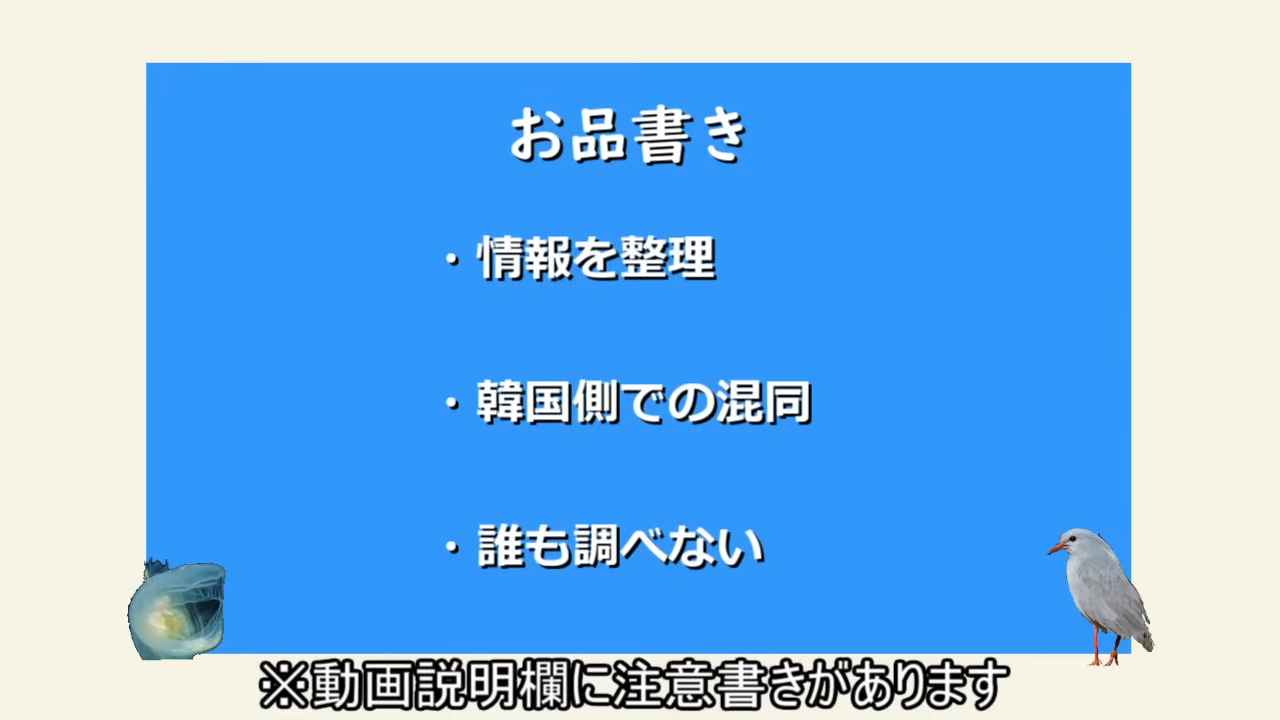 お品書き
・情報を整理
・韓国側での混同
・誰も調べない
※動画説明欄に注意書きがあります